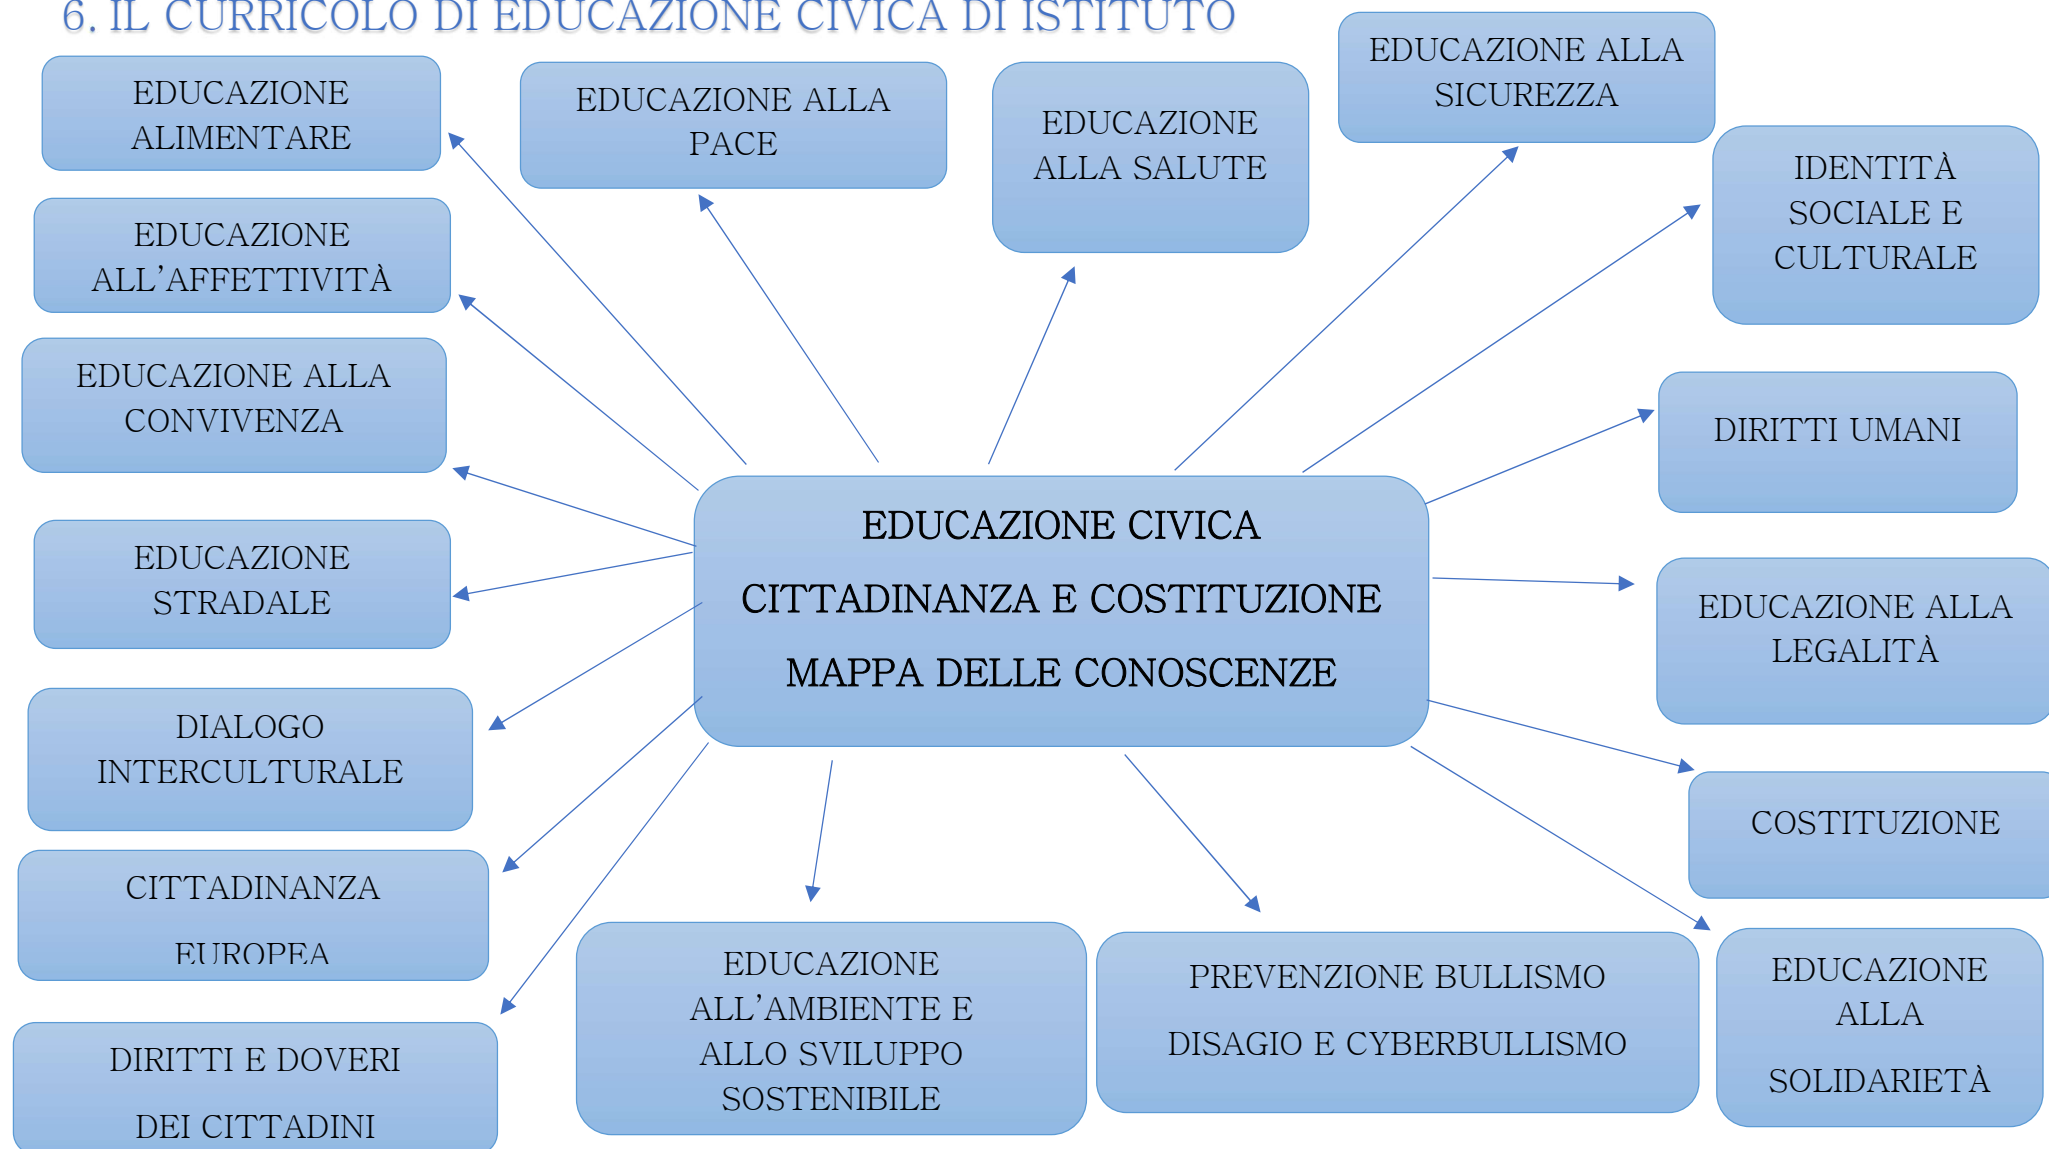 6. IL CURRICOLO DI EDUCAZIONE CIVICA DI ISTITUTO
EDUCAZIONE
ALIMENTARE
EDUCAZIONE ALLA
PACE
EDUCAZIONE
ALLA SALUTE
EDUCAZIONE ALLA
SICUREZZA
IDENTITÀ
SOCIALE E
CULTURALE
EDUCAZIONE
ALL’AFFETTIVITÀ
EDUCAZIONE ALLA
CONVIVENZA
DIRITTI UMANI
EDUCAZIONE CIVICA
CITTADINANZA E COSTITUZIONE
MAPPA DELLE CONOSCENZE
EDUCAZIONE
STRADALE
EDUCAZIONE ALLA
LEGALITÀ
DIALOGO
INTERCULTURALE
COSTITUZIONE
CITTADINANZA
EUROPEA
EDUCAZIONE
ALL’AMBIENTE E
ALLO SVILUPPO
SOSTENIBILE
PREVENZIONE BULLISMO
DISAGIO E CYBERBULLISMO
EDUCAZIONE
ALLA
SOLIDARIETÀ
DIRITTI E DOVERI
DEI CITTADINI